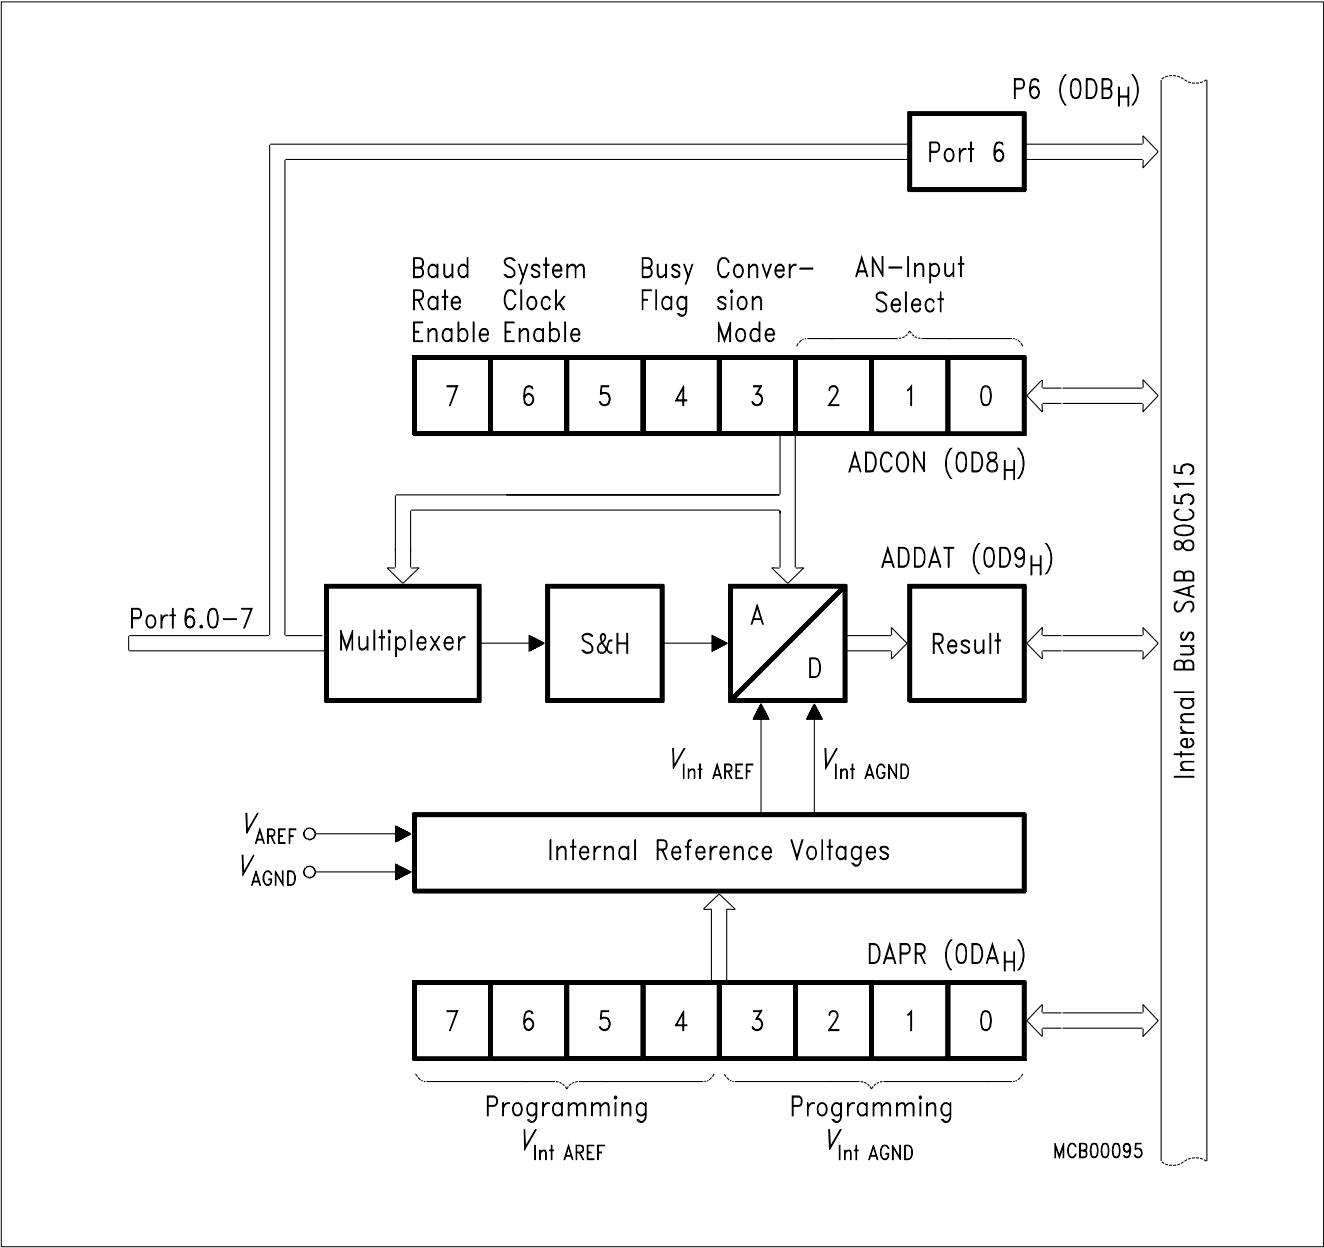 P6 (0DBH)
Port 6
Baud Rate Enable
System Clock Enable
Busy Flag
Conver-sion Mode
AN-Input Select
7 6 5 4 3 2 1 0
ADCON (0D8H)
ADDAT (0D9H)
Port 6.0-7
Multiplexer
S&H
A
D
Result
Internal Bus SAB 80C515
VInt AREF
VInt AGND
VAREF
VAGND
Internal Reference Voltages
DAPR (0DAH)
7 6 5 4 3 2 1 0
Programming
VInt AREF
Programming
VInt AGND
MCB00095